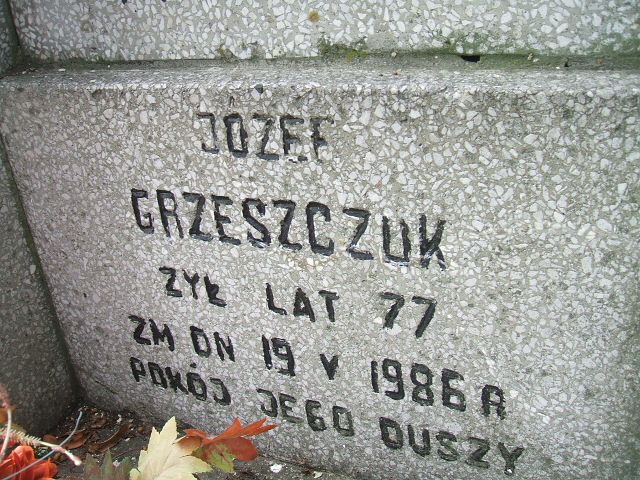 JÓZEF
GRZESZCZUK
ŻYŁ LAT 77
ZM DN 19 V 1986 R
POKÓJ JEGO DUSZY